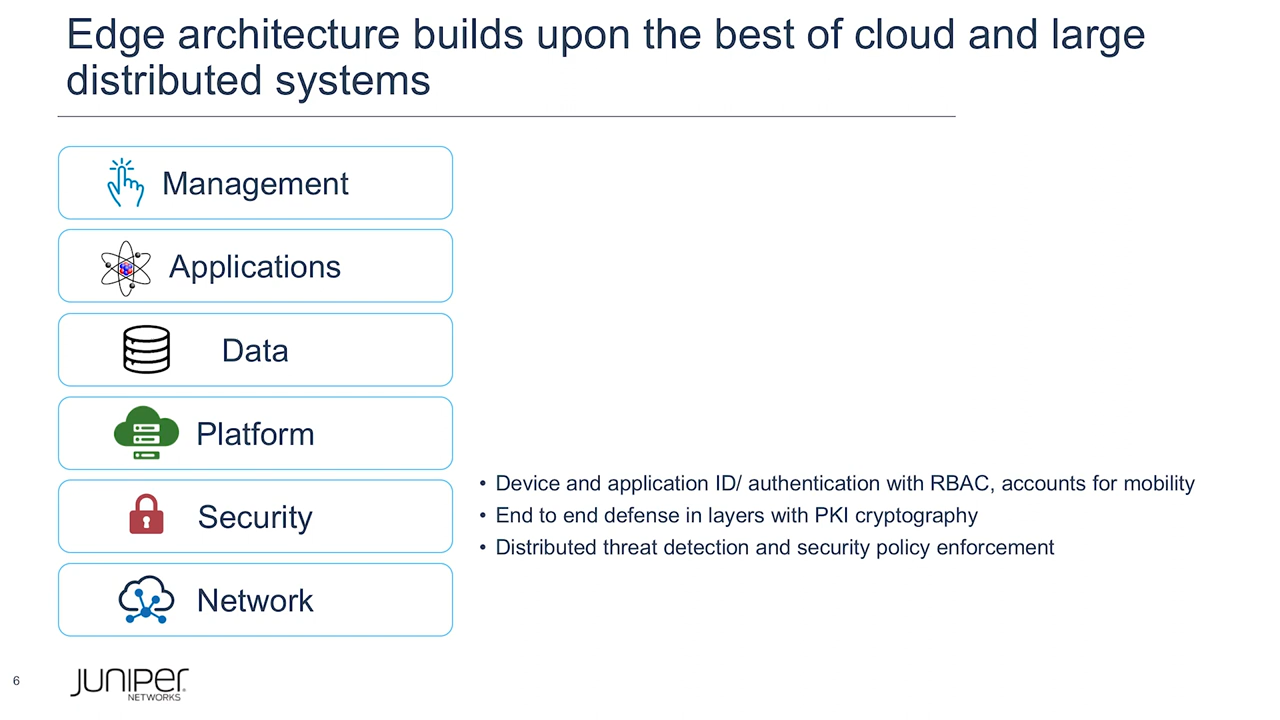 Edge architecture builds upon the best of cloud and large
distributed systems
Management
Applications
Data
Platform
Security
• Device and application ID/ authentication with RBAC, accounts for mobility
• End to end defense in layers with PKI cryptography
• Distributed threat detection and security policy enforcement
Network
6
JUNIPER
NETWORKS